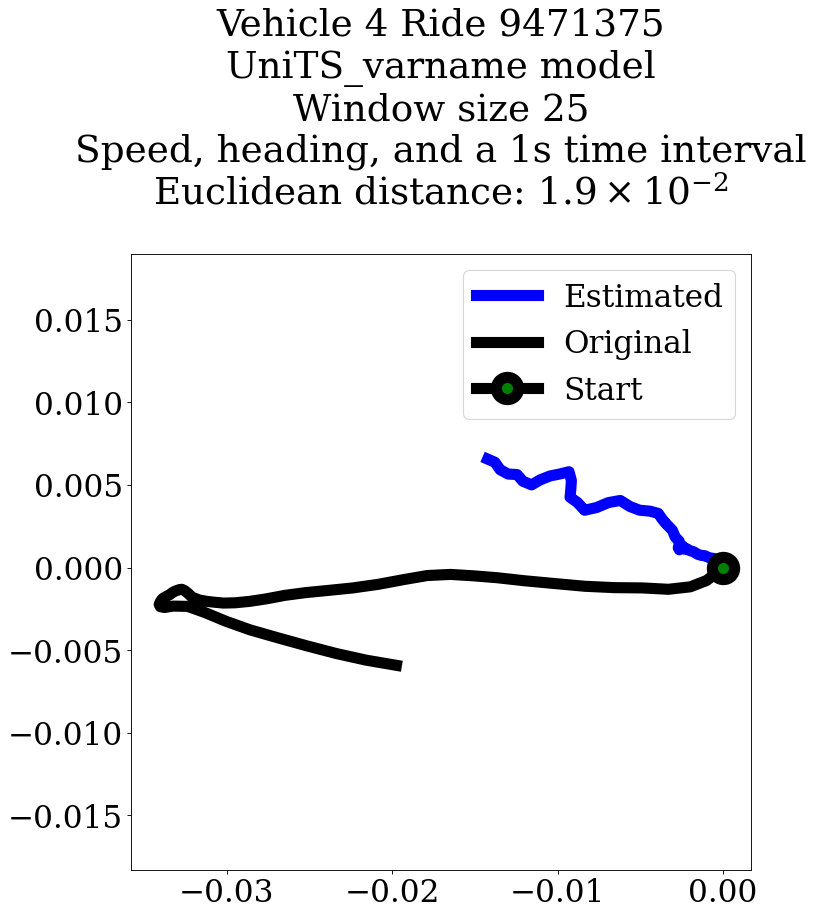 Vehicle 4 Ride 9471375
UniTS_varname model
Window size 25
Speed, heading, and a 1s time interval
Euclidean distance: 1.9 × 10⁻²
Estimated
Original
Start
0.015
0.010
0.005
0.000
−0.005
−0.010
−0.015
−0.03 −0.02 −0.01 0.00